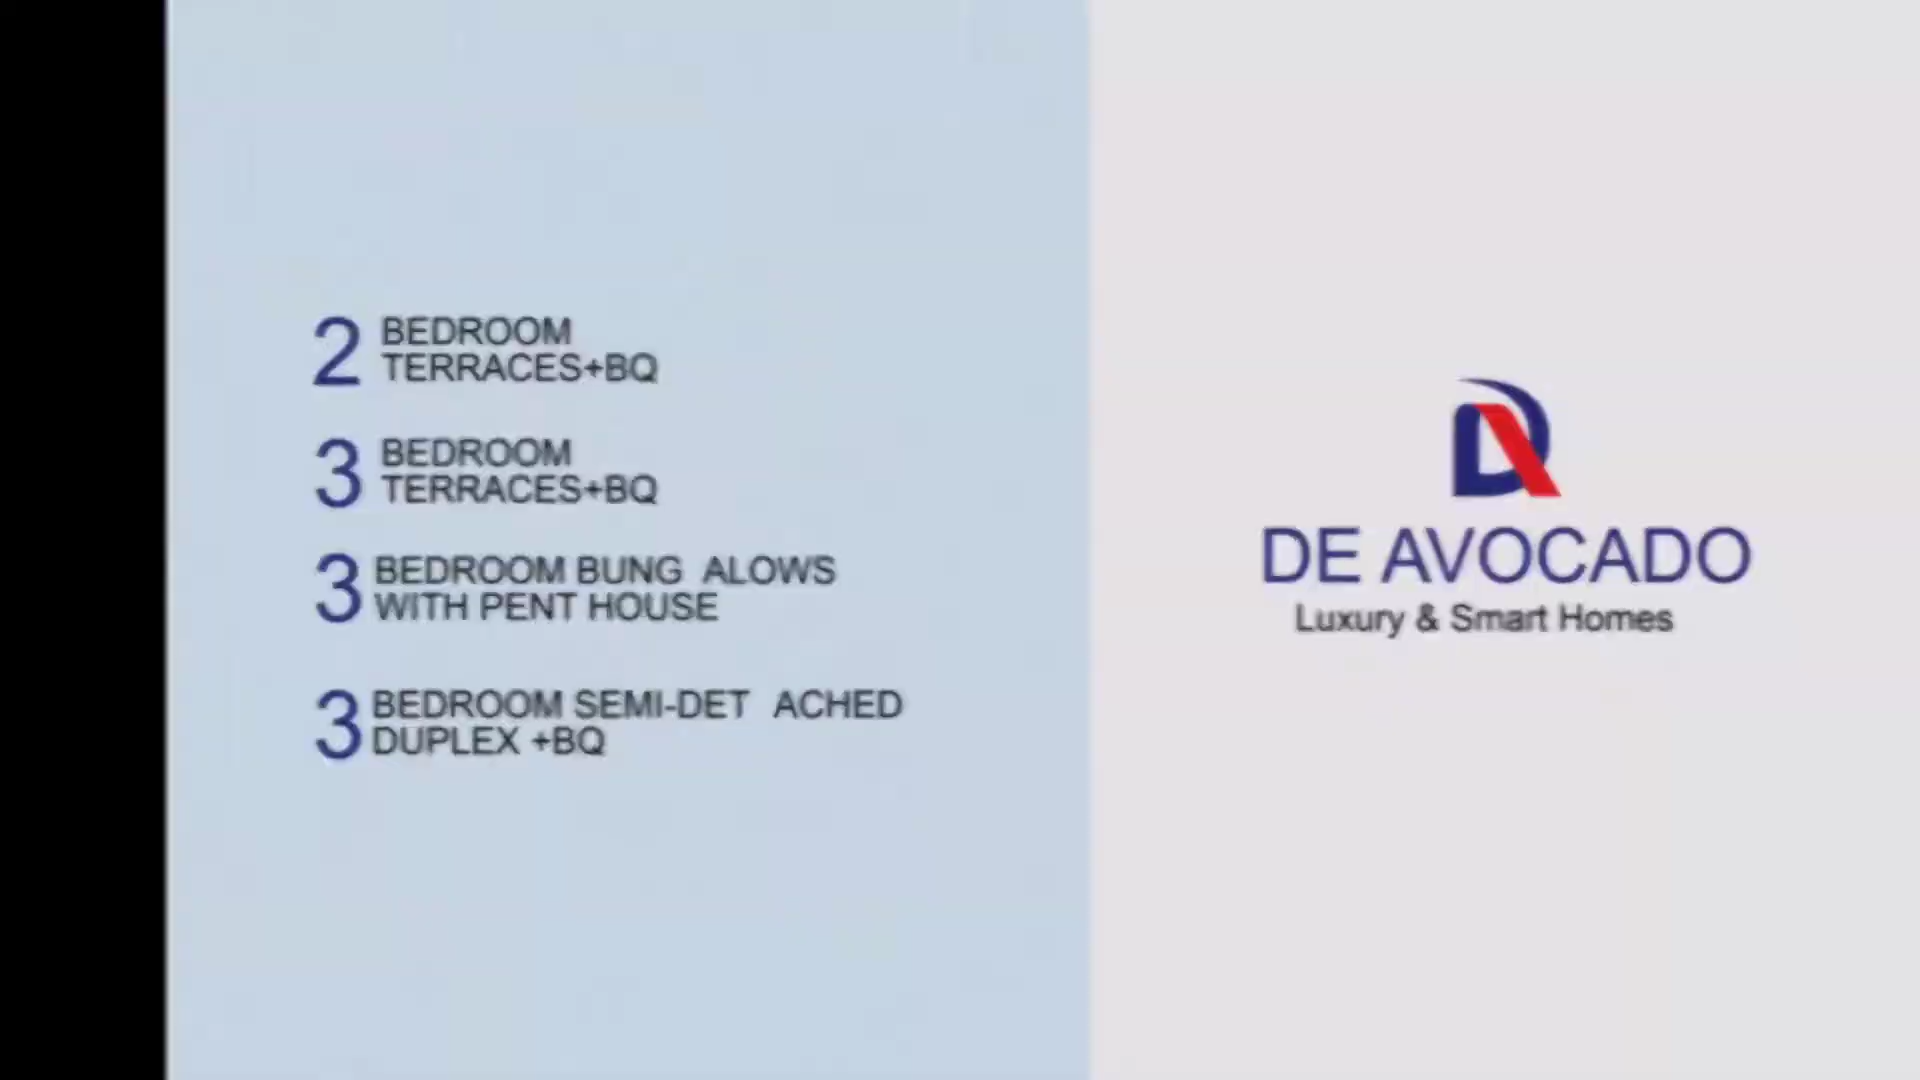 2 BEDROOM
TERRACES+BQ
3 BEDROOM
TERRACES+BQ
3 BEDROOM BUNG ALOWS
WITH PENT HOUSE
3 BEDROOM SEMI-DET ACHED
DUPLEX +BQ
DE AVOCADO
Luxury & Smart Homes